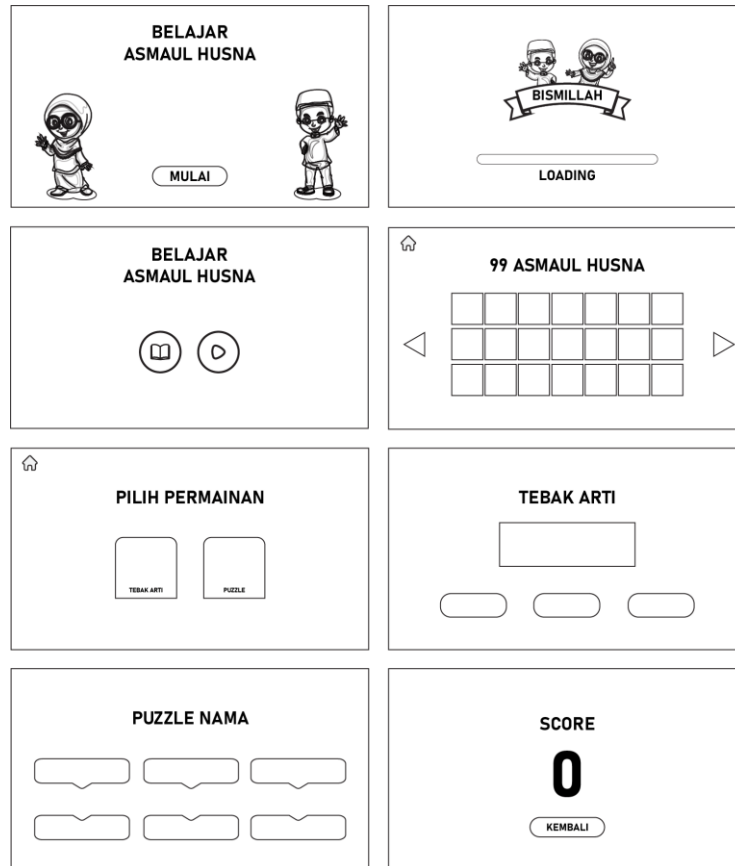 BELAJAR
ASMAUL HUSNA
MULAI
BISMILLAH
LOADING
BELAJAR
ASMAUL HUSNA
99 ASMAUL HUSNA
PILIH PERMAINAN
TEBAK ARTI
PUZZLE
TEBAK ARTI
PUZZLE NAMA
SCORE
0
KEMBALI